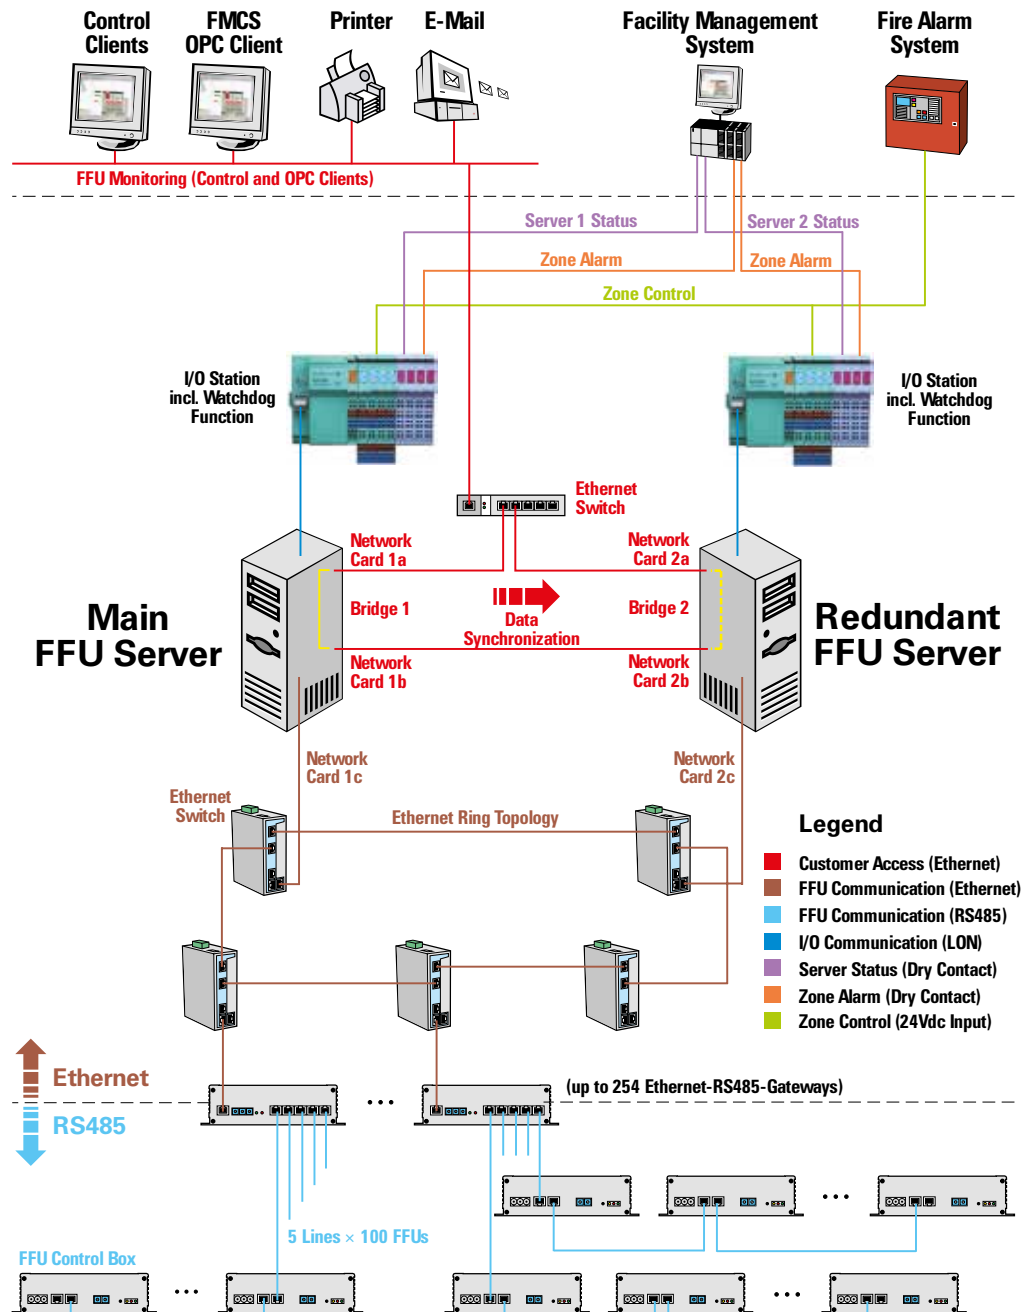 Control
Clients
FMCS
OPC Client
Printer
E-Mail
Facility Management
System
Fire Alarm
System
FFU Monitoring (Control and OPC Clients)
Server 1 Status
Server 2 Status
Zone Alarm
Zone Alarm
Zone Control
I/O Station
incl. Watchdog
Function
I/O Station
incl. Watchdog
Function
Ethernet
Switch
Network
Card 1a
Network
Card 2a
Main
FFU Server
Bridge 1
Data
Synchronization
Bridge 2
Redundant
FFU Server
Network
Card 1b
Network
Card 2b
Network
Card 1c
Network
Card 2c
Ethernet
Switch
Ethernet Ring Topology
Legend
Customer Access (Ethernet)
FFU Communication (Ethernet)
FFU Communication (RS485)
I/O Communication (LON)
Server Status (Dry Contact)
Zone Alarm (Dry Contact)
Zone Control (24Vdc Input)
Ethernet
RS485
(up to 254 Ethernet-RS485-Gateways)
5 Lines × 100 FFUs
FFU Control Box